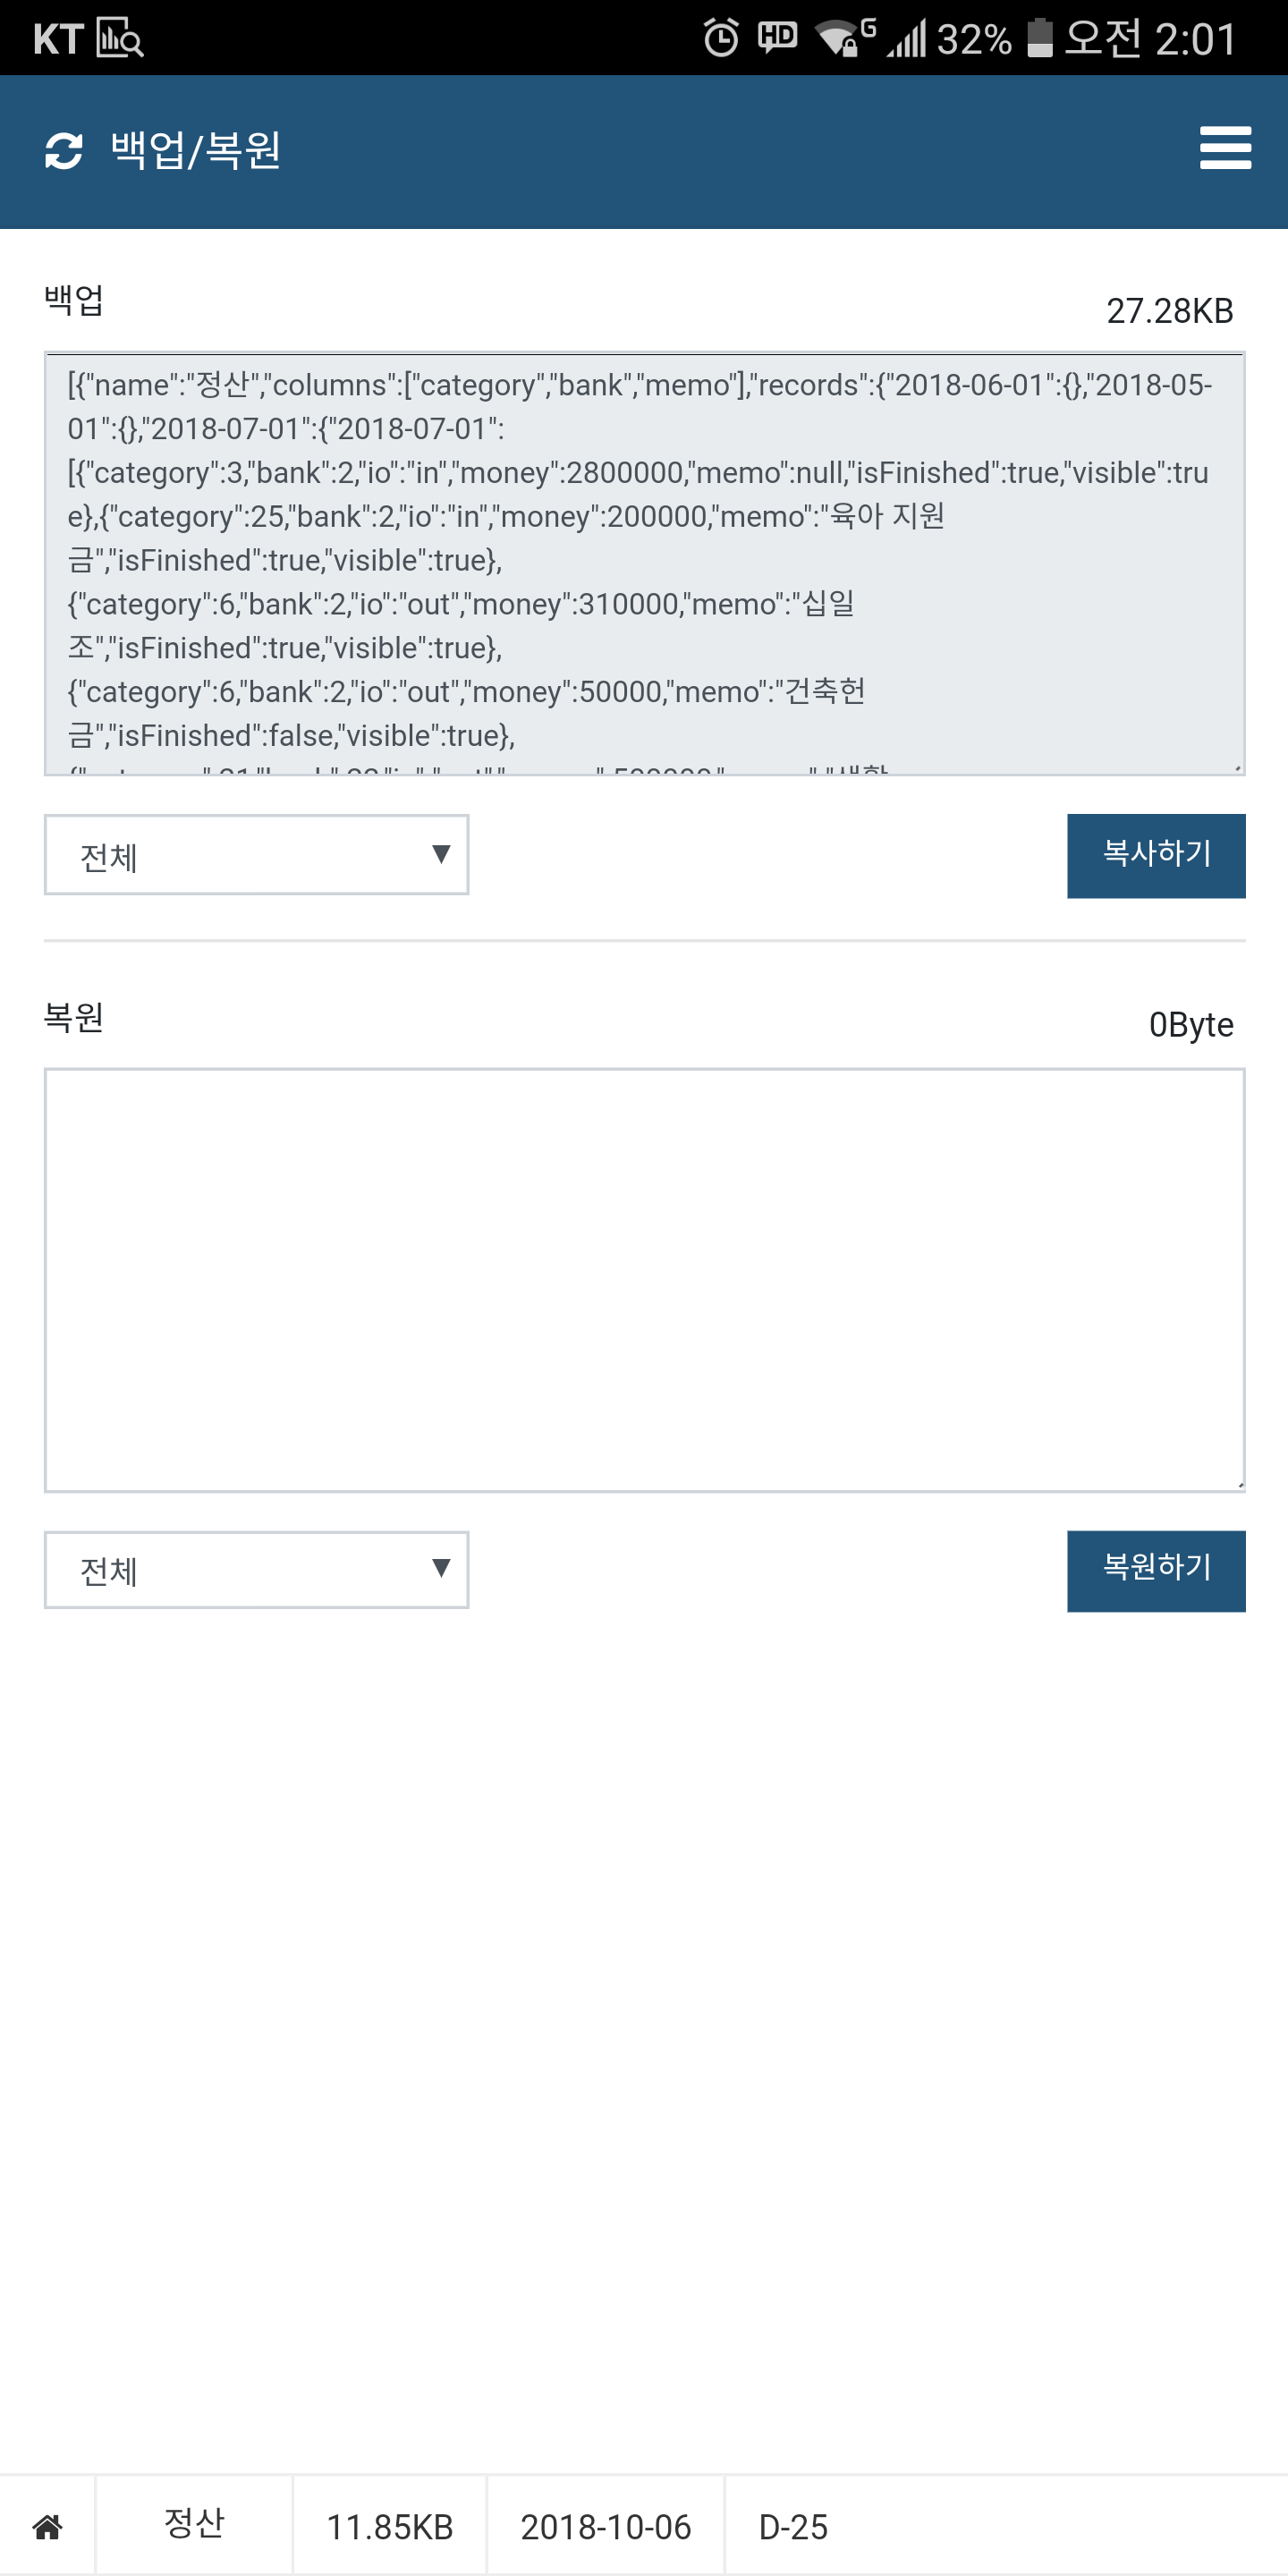 KT HD G 32% 오전 2:01
백업/복원
백업 27.28KB
[{"name":"정산","columns":["category","bank","memo"],"records":{"2018-06-01":{},"2018-05-
01":{},"2018-07-01":{"2018-07-01":
[{"category":3,"bank":2,"io":"in","money":2800000,"memo":null,"isFinished":true,"visible":tru
e},{"category":25,"bank":2,"io":"in","money":200000,"memo":"육아 지원
금","isFinished":true,"visible":true},
{"category":6,"bank":2,"io":"out","money":310000,"memo":"십일
조","isFinished":true,"visible":true},
{"category":6,"bank":2,"io":"out","money":50000,"memo":"건축헌
금","isFinished":false,"visible":true},
전체 ▼ 복사하기
복원 0Byte
전체 ▼ 복원하기
정산 11.85KB 2018-10-06 D-25